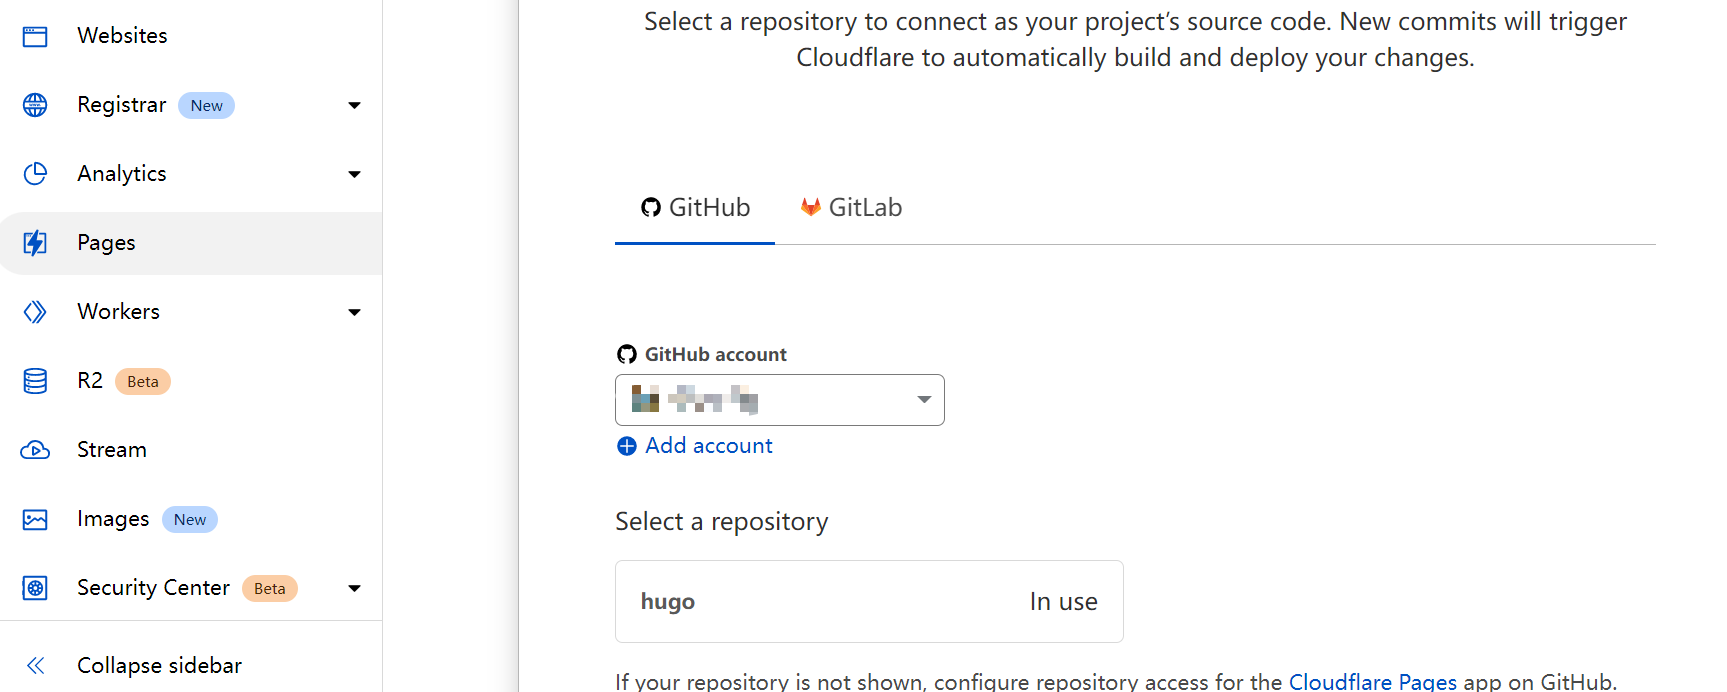 Websites
Registrar New
Analytics
Pages
Workers
R2 Beta
Stream
Images New
Security Center Beta
Collapse sidebar
Select a repository to connect as your project’s source code. New commits will trigger
Cloudflare to automatically build and deploy your changes.
GitHub GitLab
GitHub account
Add account
Select a repository
hugo In use
If your repository is not shown, configure repository access for the Cloudflare Pages app on GitHub.